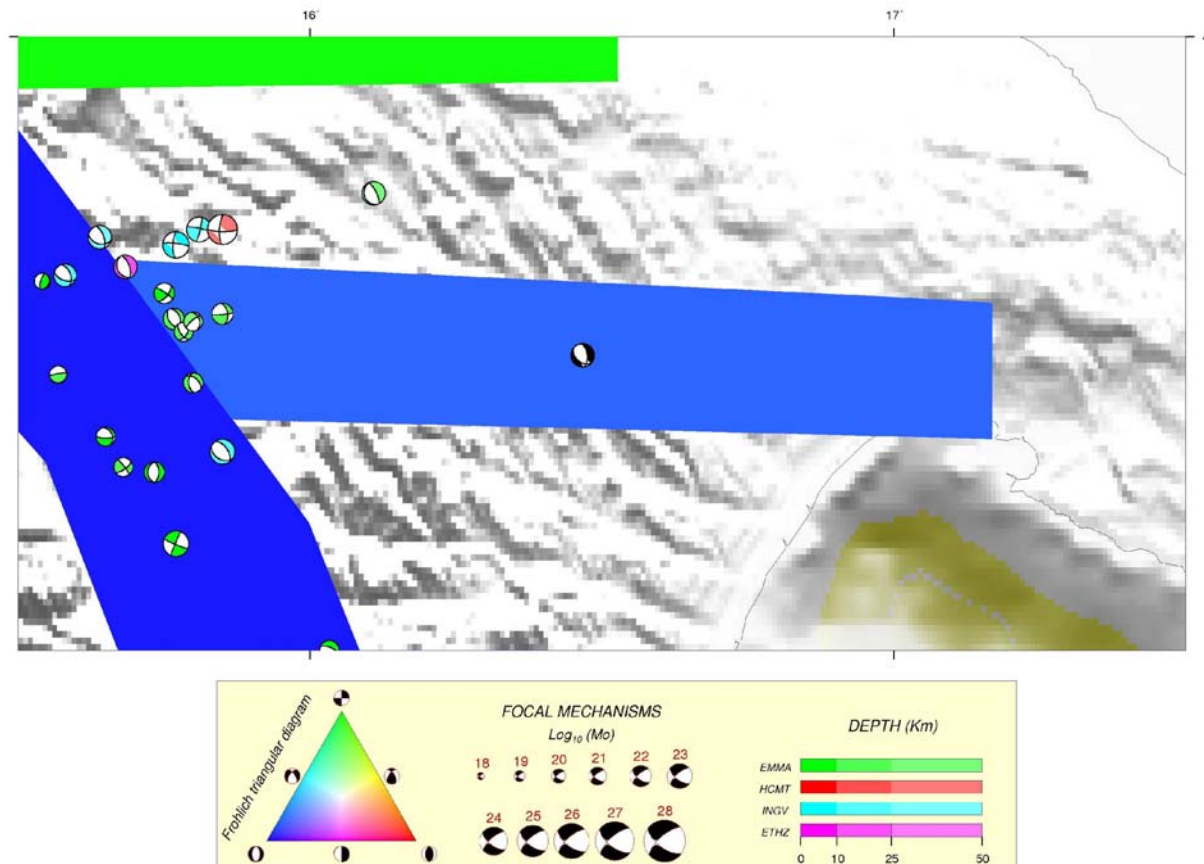 16°
17°
Frohlich triangular diagram
FOCAL MECHANISMS
Log10 (Mo)
18 19 20 21 22 23
24 25 26 27 28
DEPTH (Km)
EMMA
HCMT
INGV
ETHZ
0 10 25 50